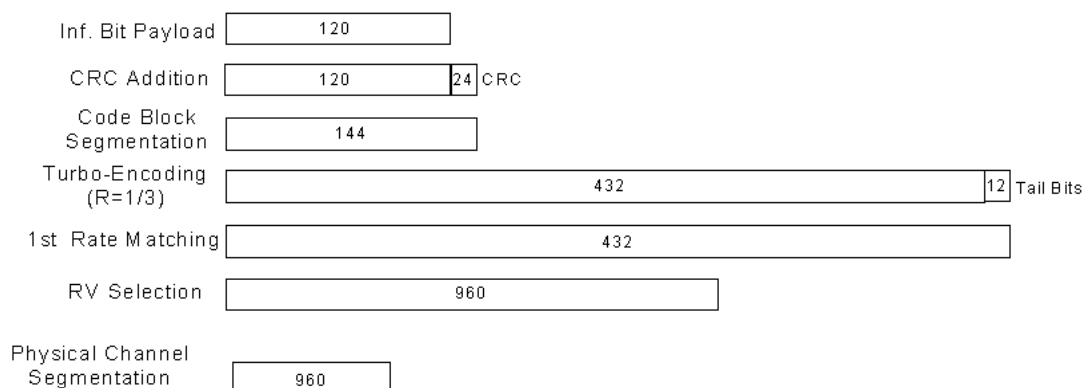 Inf. Bit Payload 120
CRC Addition 120 24 CRC
Code Block
Segmentation 144
Turbo-Encoding
(R=1/3) 432 12 Tail Bits
1st Rate Matching 432
RV Selection 960
Physical Channel
Segmentation 960